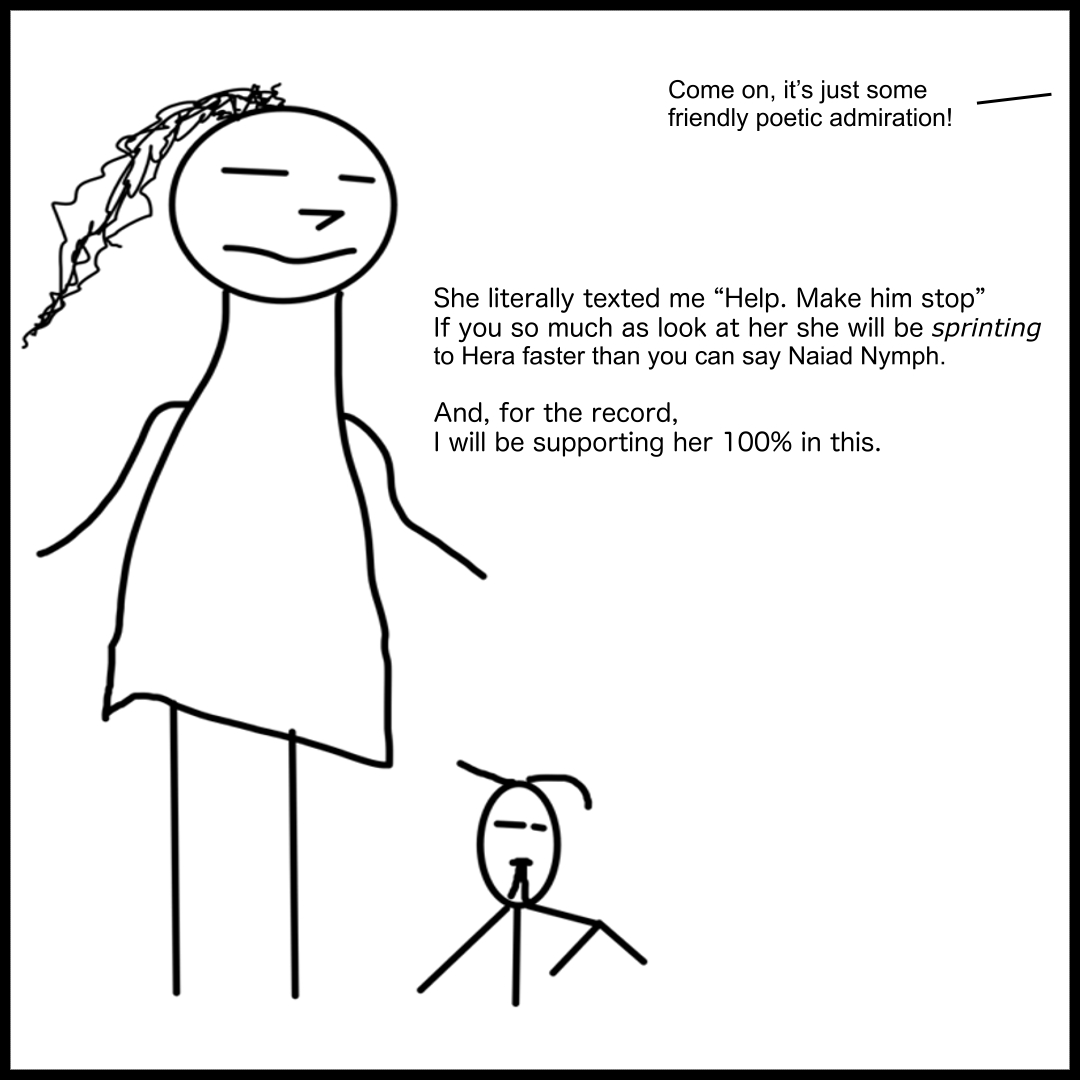 Come on, it’s just some
friendly poetic admiration!
She literally texted me “Help. Make him stop”
If you so much as look at her she will be sprinting
to Hera faster than you can say Naiad Nymph.
And, for the record,
I will be supporting her 100% in this.